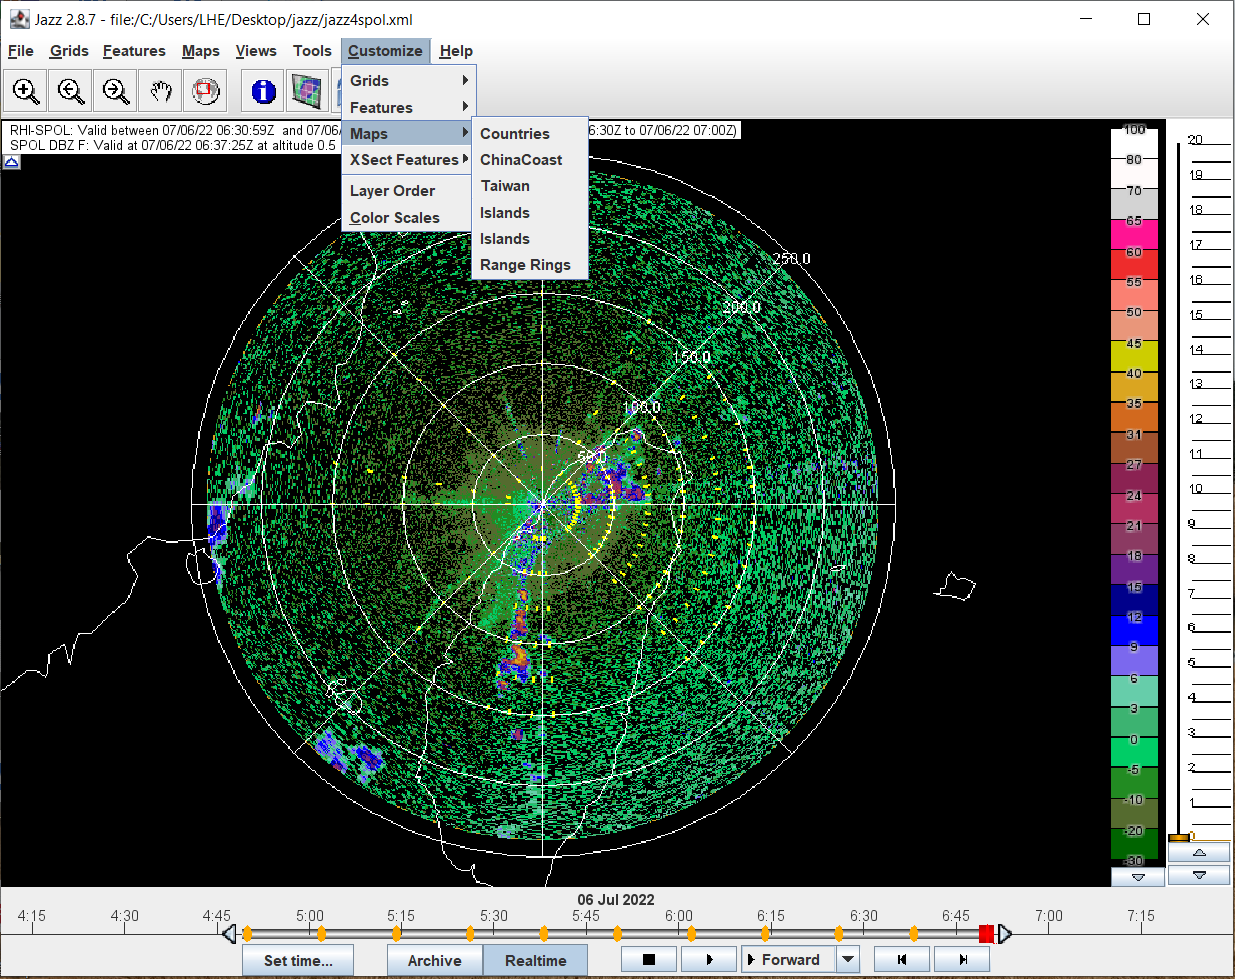 Jazz 2.8.7 - file:/C:/Users/LHE/Desktop/jazz/jazz4spol.xml
File Grids Features Maps Views Tools Customize Help
Grids
Features
Maps
XSect Features
Layer Order
Color Scales
Countries
ChinaCoast
Taiwan
Islands
Islands
Range Rings
RHI-SPOL: Valid between 07/06/22 06:30:59Z and 07/06/
6:30Z to 07/06/22 07:00Z)
SPOL DBZ F: Valid at 07/06/22 06:37:25Z at altitude 0.5
250.0
200.0
150.0
100.0
50.0
100
80
70
65
60
55
50
45
40
35
31
27
24
21
18
15
12
9
6
3
0
-5
-10
-20
-30
20
19
18
17
16
15
14
13
12
11
10
9
8
7
6
5
4
3
2
1
0
06 Jul 2022
4:15 4:30 4:45 5:00 5:15 5:30 5:45 6:00 6:15 6:30 6:45 7:00 7:15
Set time... Archive Realtime Forward